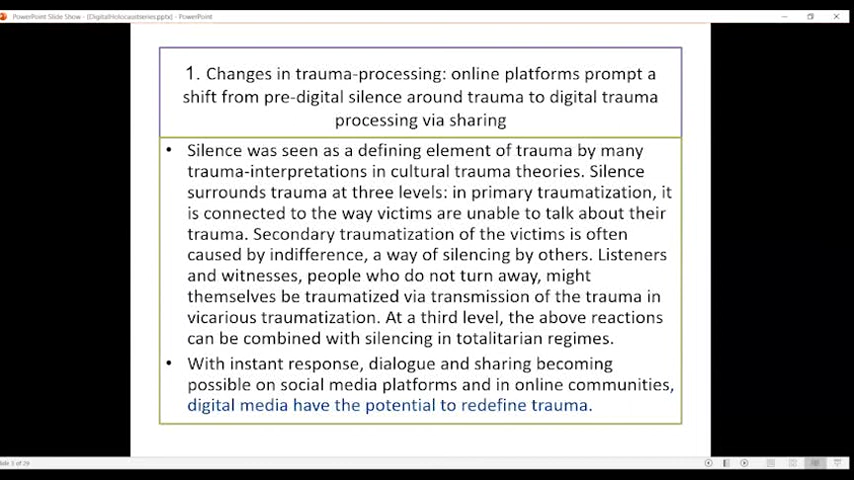 PowerPoint Slide Show - [DigitalHolocauststories.pptx] - PowerPoint
1. Changes in trauma-processing: online platforms prompt a
shift from pre-digital silence around trauma to digital trauma
processing via sharing
• Silence was seen as a defining element of trauma by many
trauma-interpretations in cultural trauma theories. Silence
surrounds trauma at three levels: in primary traumatization, it
is connected to the way victims are unable to talk about their
trauma. Secondary traumatization of the victims is often
caused by indifference, a way of silencing by others. Listeners
and witnesses, people who do not turn away, might
themselves be traumatized via transmission of the trauma in
vicarious traumatization. At a third level, the above reactions
can be combined with silencing in totalitarian regimes.
• With instant response, dialogue and sharing becoming
possible on social media platforms and in online communities,
digital media have the potential to redefine trauma.